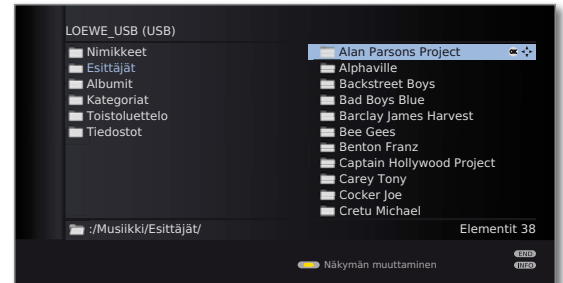 LOEWE_USB (USB)
Nimikkeet
Esittäjät
Albumit
Kategoriat
Toistoluettelo
Tiedostot
Alan Parsons Project OK
Alphaville
Backstreet Boys
Bad Boys Blue
Barclay James Harvest
Bee Gees
Benton Franz
Captain Hollywood Project
Carey Tony
Cocker Joe
Cretu Michael
:/Musiikki/Esittäjät/
Elementit 38
END
Näkymän muuttaminen
INFO